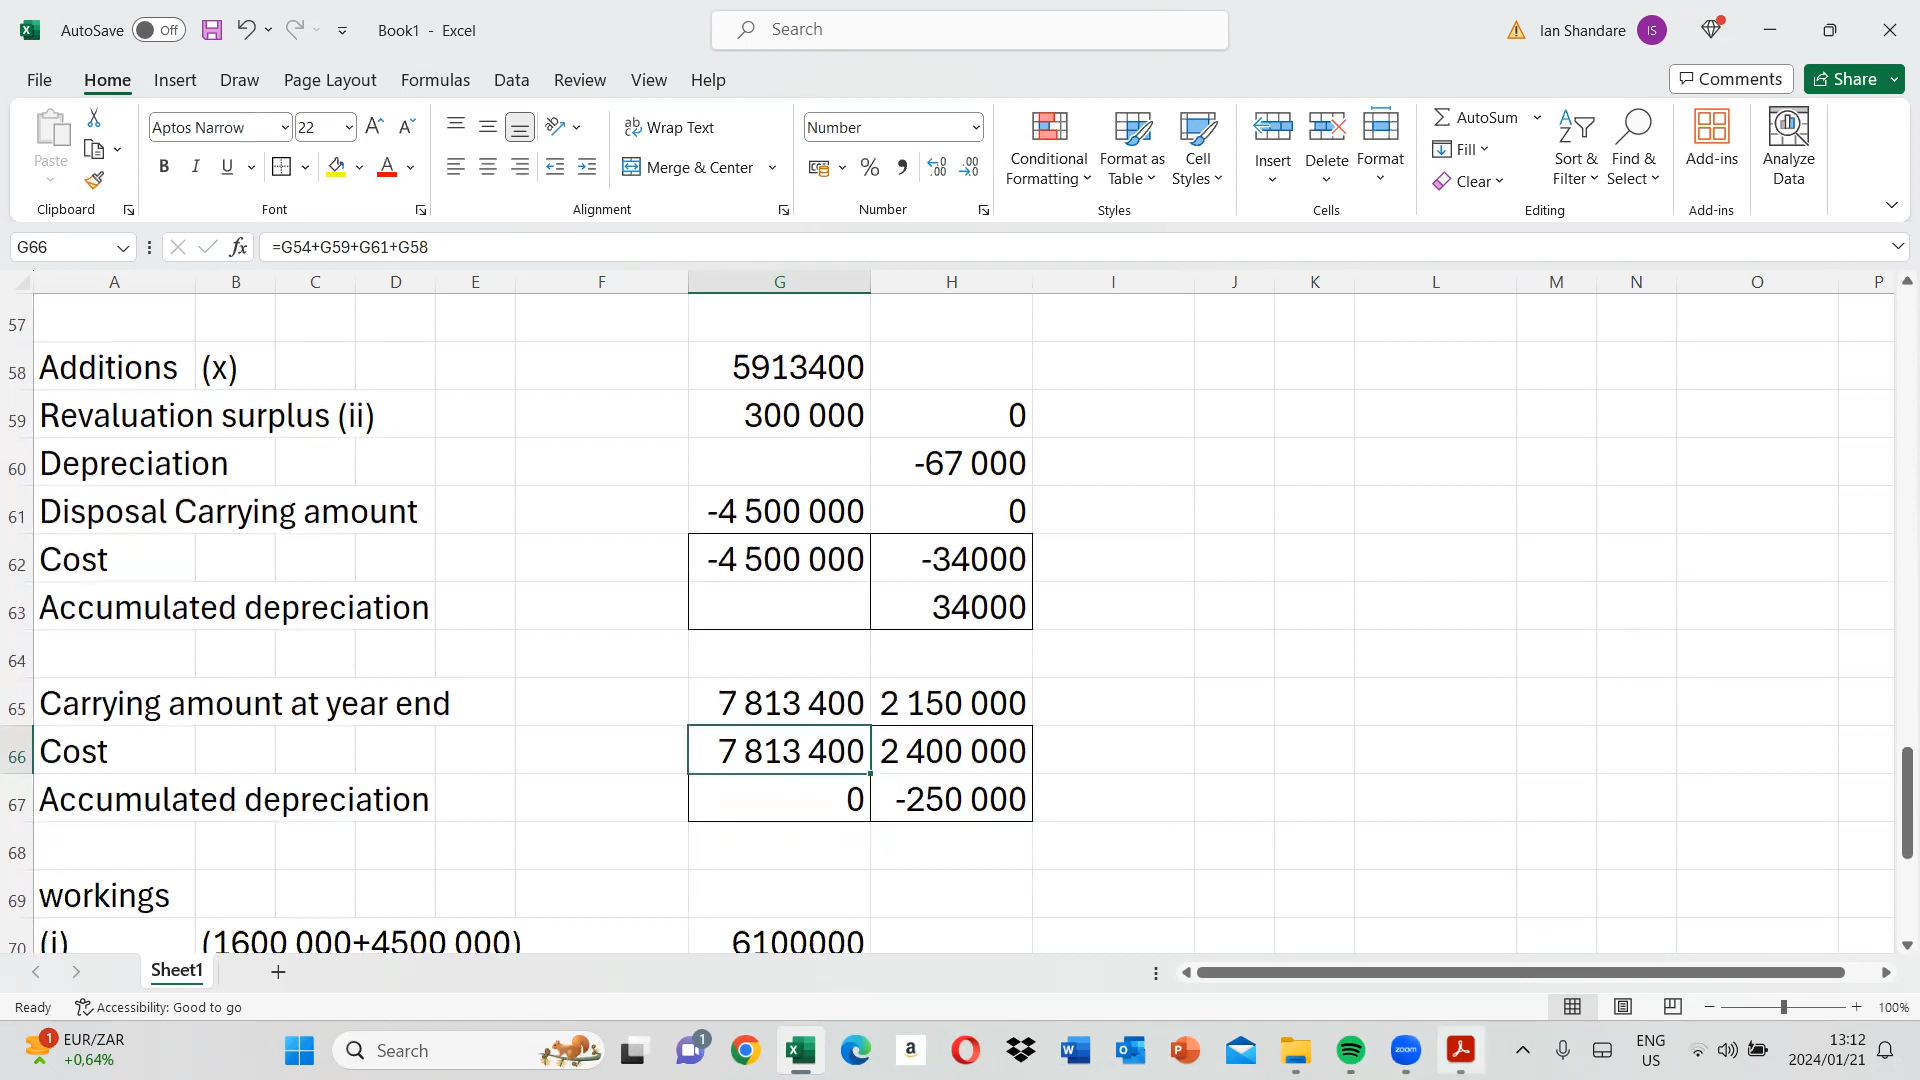 AutoSave Off Book1 - Excel Search Ian Shandare IS
File Home Insert Draw Page Layout Formulas Data Review View Help Comments Share
Aptos Narrow 22 Wrap Text Number AutoSum
Paste B I U Merge & Center % Conditional Formatting Format as Table Cell Styles Insert Delete Format Fill Clear Sort & Filter Find & Select Add-ins Analyze Data
Clipboard Font Alignment Number Styles Cells Editing Add-ins
G66 fx =G54+G59+G61+G58
A B C D E F G H I J K L M N O P
57
58 Additions (x) 5913400
59 Revaluation surplus (ii) 300 000 0
60 Depreciation -67 000
61 Disposal Carrying amount -4 500 000 0
62 Cost -4 500 000 -34000
63 Accumulated depreciation 34000
64
65 Carrying amount at year end 7 813 400 2 150 000
66 Cost 7 813 400 2 400 000
67 Accumulated depreciation 0 -250 000
68
69 workings
70 (i) (1600 000+4500 000) 6100000
Sheet1
Ready Accessibility: Good to go 100%
1 EUR/ZAR +0,64% Search 1 zoom ENG US 13:12 2024/01/21